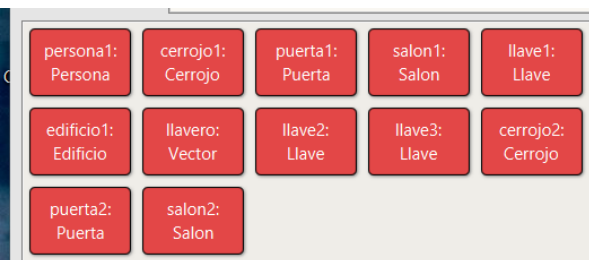 persona1:
Persona
cerrojo1:
Cerrojo
puerta1:
Puerta
salon1:
Salon
llave1:
Llave
edificio1:
Edificio
llavero:
Vector
llave2:
Llave
llave3:
Llave
cerrojo2:
Cerrojo
puerta2:
Puerta
salon2:
Salon